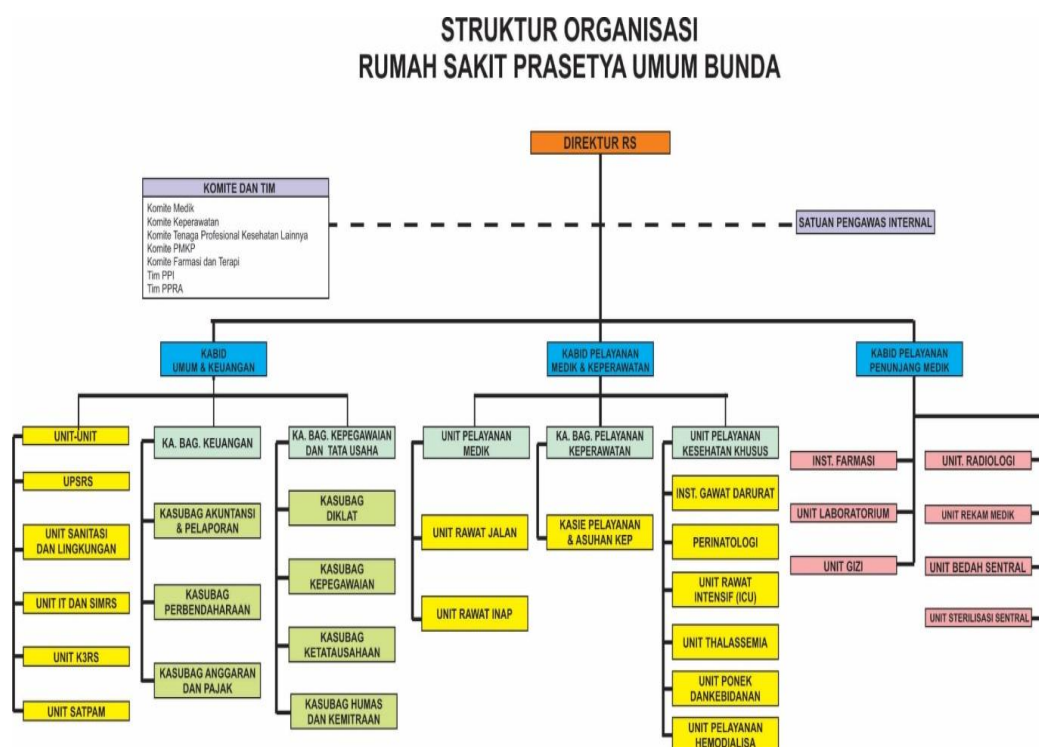 STRUKTUR ORGANISASI
RUMAH SAKIT PRASETYA UMUM BUNDA
DIREKTUR RS
KOMITE DAN TIM
Komite Medik
Komite Keperawatan
Komite Tenaga Profesional Kesehatan Lainnya
Komite PMKP
Komite Farmasi dan Terapi
Tim PPI
Tim PPRA
SATUAN PENGAWAS INTERNAL
KABID
UMUM & KEUANGAN
KABID PELAYANAN
MEDIK & KEPERAWATAN
KABID PELAYANAN
PENUNJANG MEDIK
UNIT-UNIT
UPSRS
UNIT SANITASI
DAN LINGKUNGAN
UNIT IT DAN SIMRS
UNIT K3RS
UNIT SATPAM
KA. BAG. KEUANGAN
KASUBAG AKUNTANSI
& PELAPORAN
KASUBAG
PERBENDAHARAAN
KASUBAG ANGGARAN
DAN PAJAK
KA. BAG. KEPEGAWAIAN
DAN TATA USAHA
KASUBAG
DIKLAT
KASUBAG
KEPEGAWAIAN
KASUBAG
KETATAUSAHAAN
KASUBAG HUMAS
DAN KEMITRAAN
UNIT PELAYANAN
MEDIK
UNIT RAWAT JALAN
UNIT RAWAT INAP
KA. BAG. PELAYANAN
KEPERAWATAN
KASIE PELAYANAN
& ASUHAN KEP
UNIT PELAYANAN
KESEHATAN KHUSUS
INST. GAWAT DARURAT
PERINATOLOGI
UNIT RAWAT
INTENSIF (ICU)
UNIT THALASSEMIA
UNIT PONEK
DANKEBIDANAN
UNIT PELAYANAN
HEMODIALISA
INST. FARMASI
UNIT LABORATORIUM
UNIT GIZI
UNIT. RADIOLOGI
UNIT REKAM MEDIK
UNIT BEDAH SENTRAL
UNIT STERILISASI SENTRAL